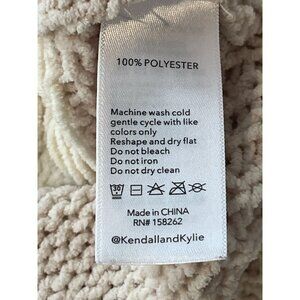 100% POLYESTER
Machine wash cold
gentle cycle with like
colors only
Reshape and dry flat
Do not bleach
Do not iron
Do not dry clean
30
Made in CHINA
RN# 158262
@KendallandKylie